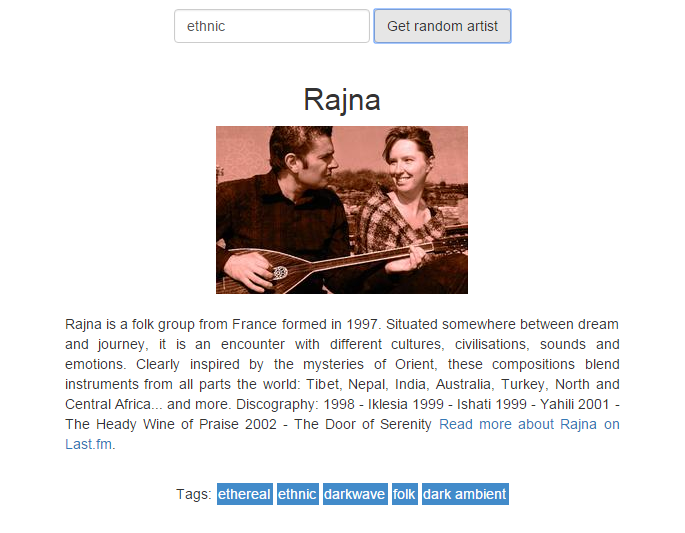 ethnic
Get random artist
Rajna
Rajna is a folk group from France formed in 1997. Situated somewhere between dream
and journey, it is an encounter with different cultures, civilisations, sounds and
emotions. Clearly inspired by the mysteries of Orient, these compositions blend
instruments from all parts the world: Tibet, Nepal, India, Australia, Turkey, North and
Central Africa... and more. Discography: 1998 - Iklesia 1999 - Ishati 1999 - Yahili 2001 -
The Heady Wine of Praise 2002 - The Door of Serenity Read more about Rajna on
Last.fm.
Tags: ethereal ethnic darkwave folk dark ambient